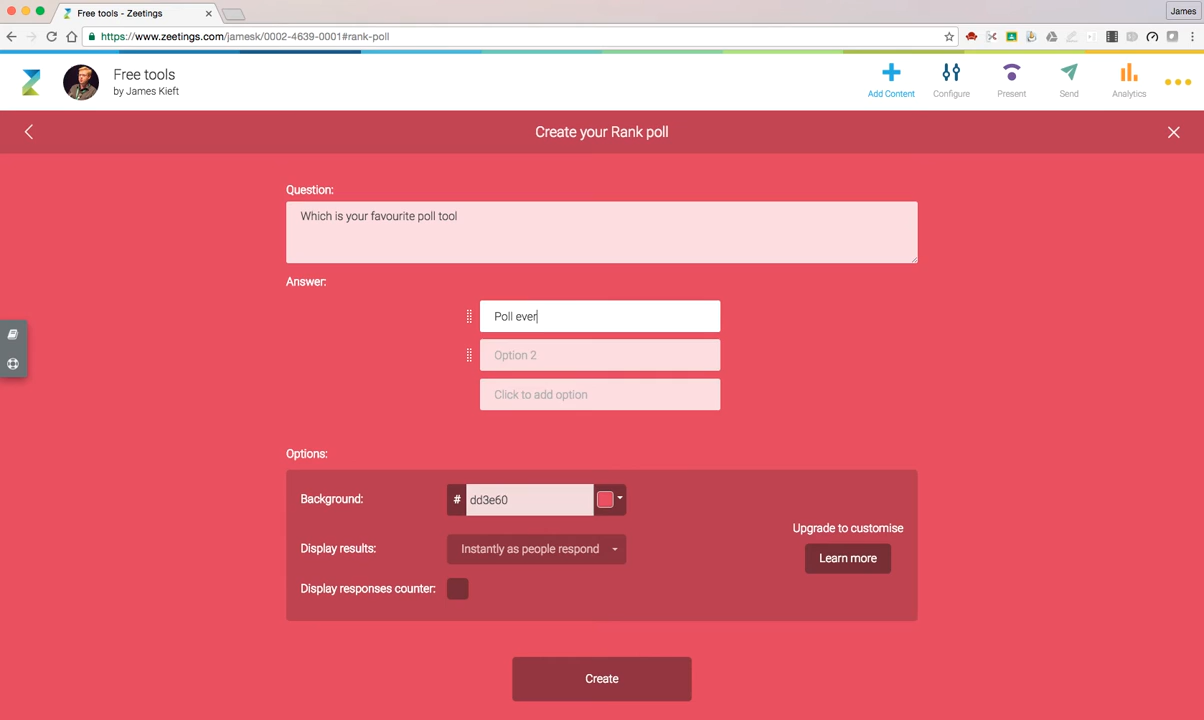 Free tools - Zeetings
James
https://www.zeetings.com/jamesk/0002-4639-0001#rank-poll
Free tools
by James Kieft
Add Content
Configure
Present
Send
Analytics
Create your Rank poll
Question:
Which is your favourite poll tool
Answer:
Poll ever
Option 2
Click to add option
Options:
Background:
# dd3e60
Upgrade to customise
Display results:
Instantly as people respond
Learn more
Display responses counter:
Create